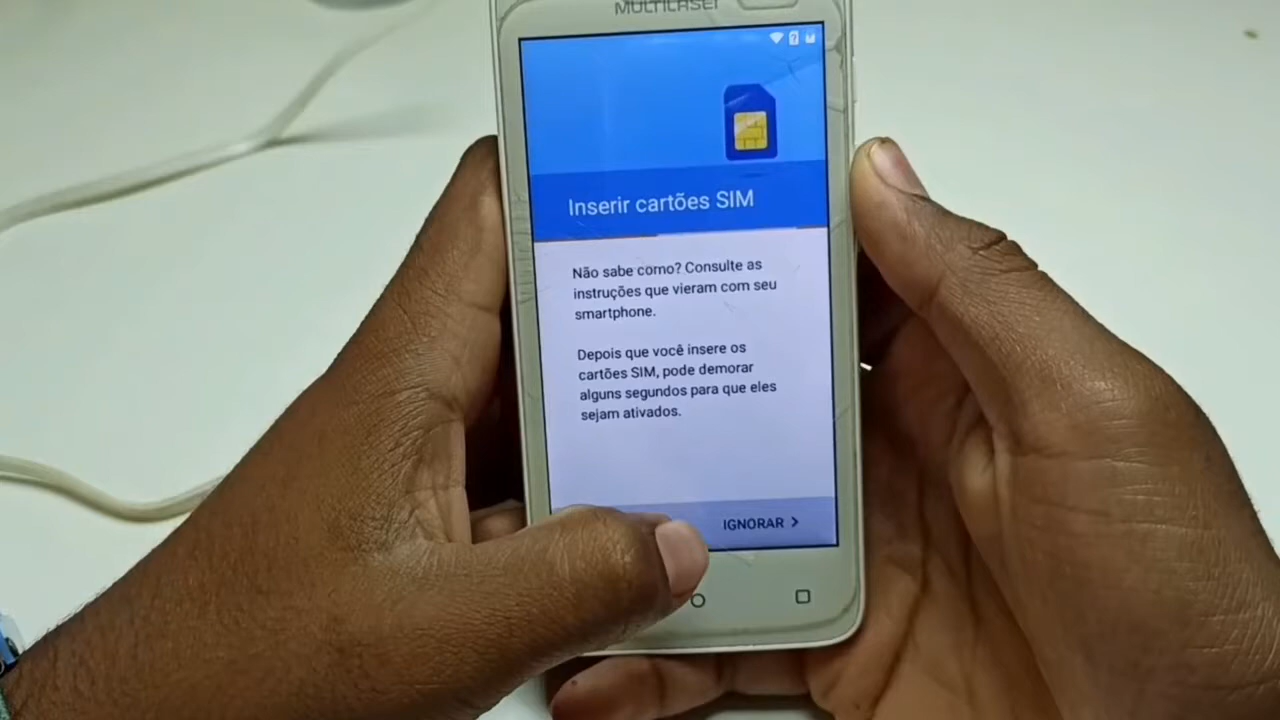 MULTILASER
Inserir cartões SIM
Não sabe como? Consulte as
instruções que vieram com seu
smartphone.
Depois que você insere os
cartões SIM, pode demorar
alguns segundos para que eles
sejam ativados.
IGNORAR